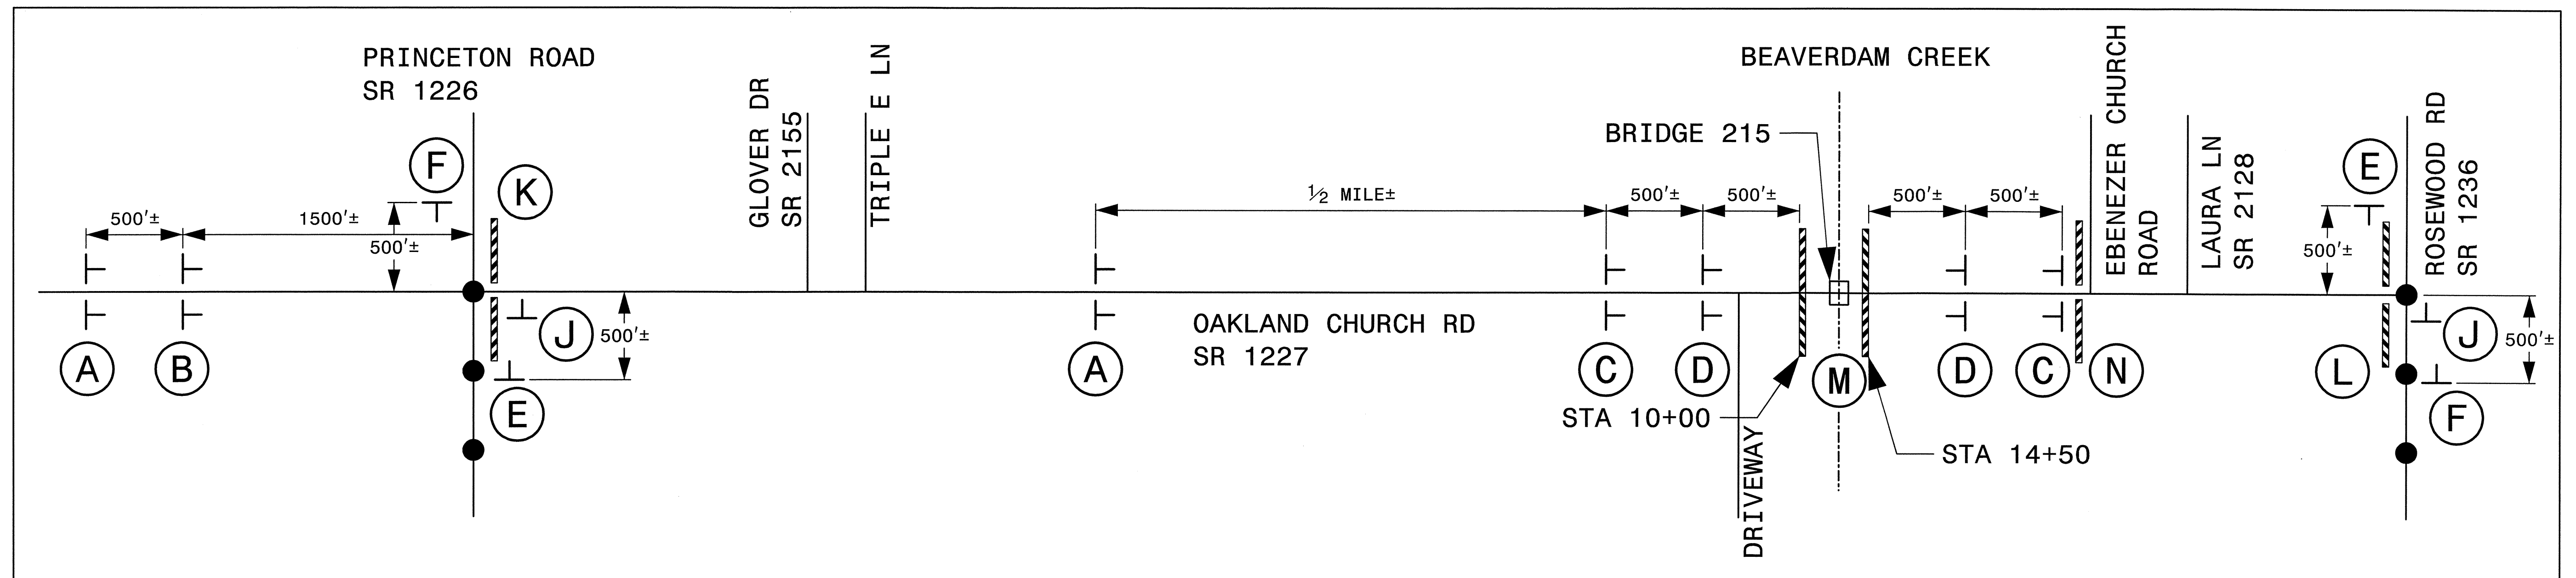 PRINCETON ROAD
SR 1226
GLOVER DR
SR 2155
TRIPLE E LN
BEAVERDAM CREEK
BRIDGE 215
EBENEZER CHURCH
ROAD
LAURA LN
SR 2128
ROSEWOOD RD
SR 1236
F
K
E
500'±
1500'±
500'±
1/2 MILE±
500'±
500'±
500'±
500'±
500'±
J
500'±
OAKLAND CHURCH RD
SR 1227
J
500'±
A
B
A
C
D
M
D
C
N
L
E
F
STA 10+00
STA 14+50
DRIVEWAY